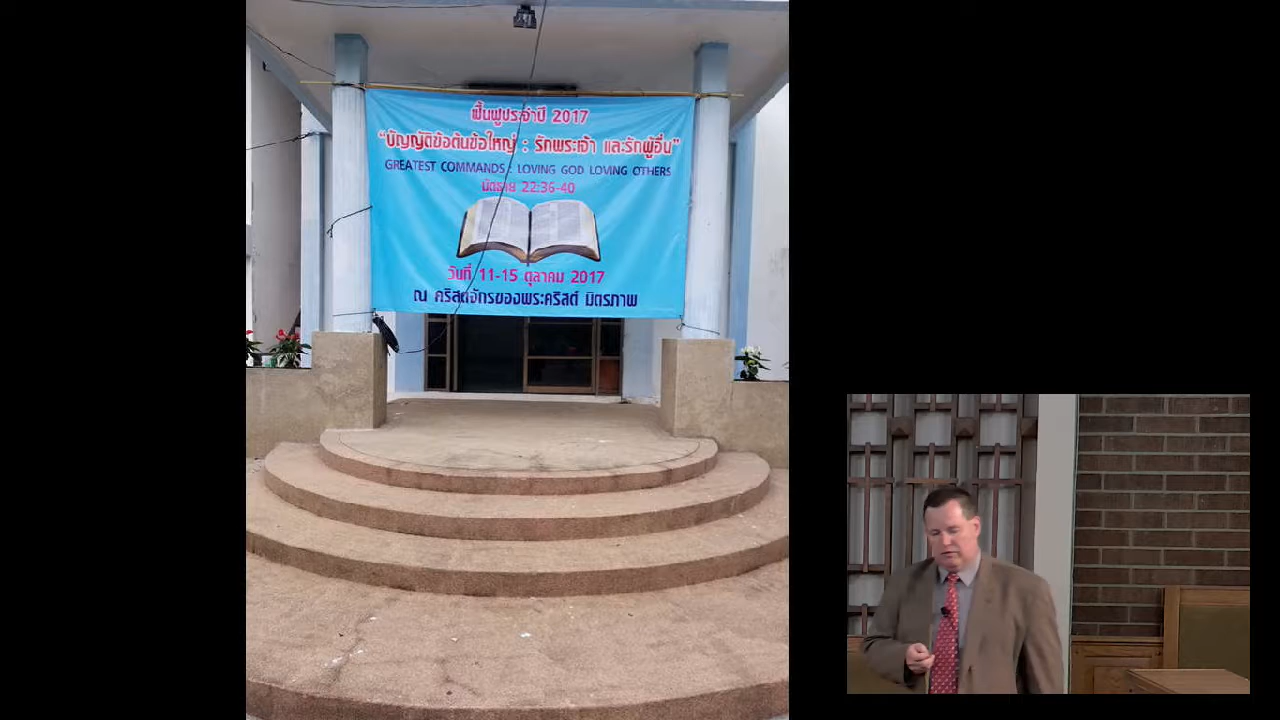 ฟื้นฟูประจำปี 2017
“บัญญัติข้อต้นข้อใหญ่ : รักพระเจ้า และรักผู้อื่น”
GREATEST COMMANDS : LOVING GOD LOVING OTHERS
มัทธาย 22:36-40
วันที่ 11-15 ตุลาคม 2017
ณ คริสตจักรของพระคริสต์ มิตรภาพ